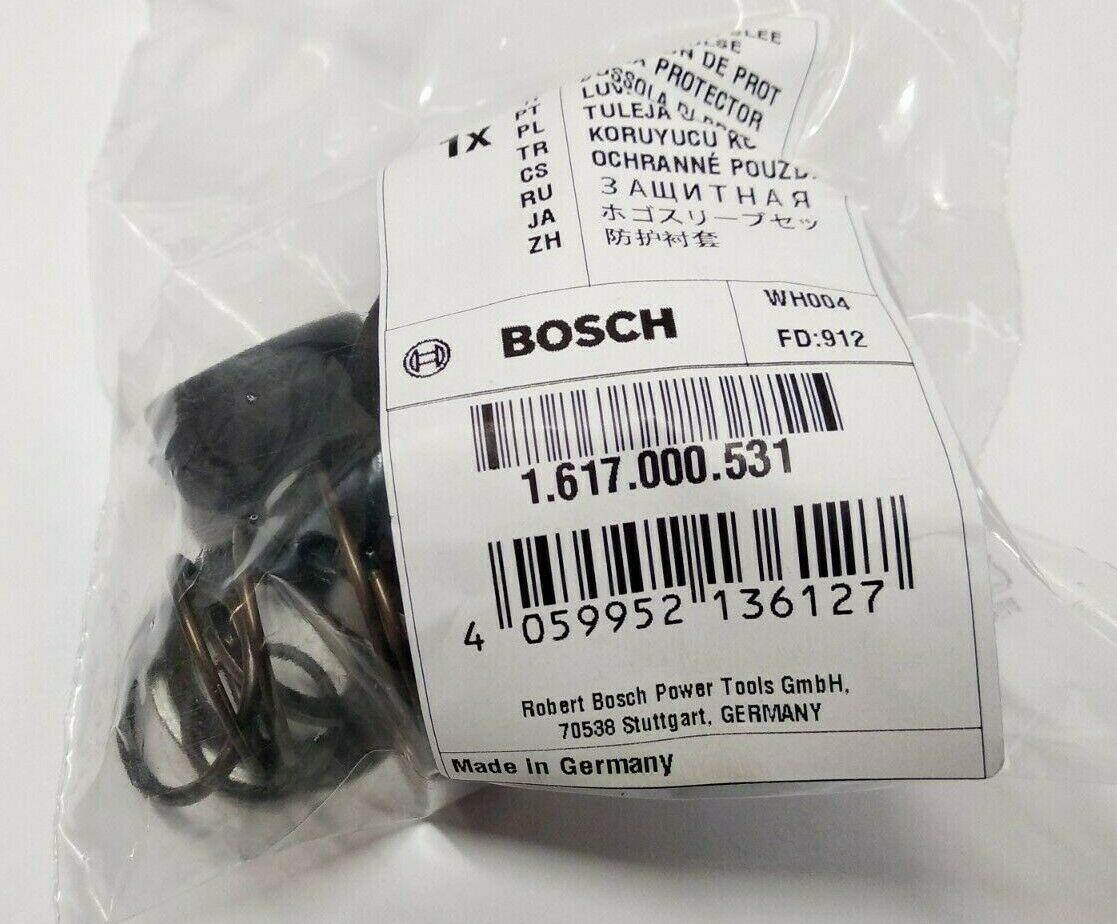 DE PROT
PROTECTOR
TULEJA
KORUYUCU
OCHRANNÉ
ЗАЩИТНАЯ
ホゴスリーブセッ
防护衬套
1X
PT
PL
TR
CS
RU
JA
ZH
BOSCH
WH004
FD:912
1.617.000.531
4 059952 136127
Robert Bosch Power Tools GmbH,
70538 Stuttgart, GERMANY
Made in Germany